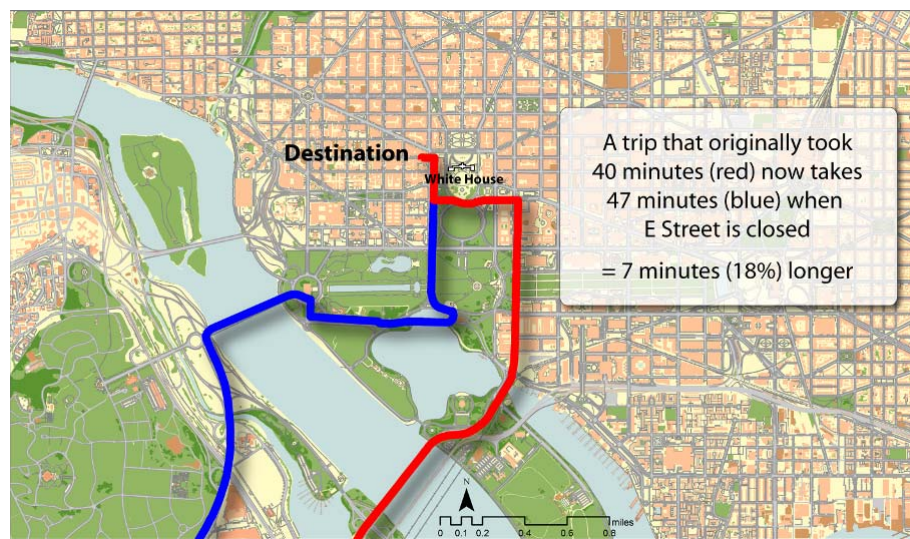 Destination
White House
A trip that originally took
40 minutes (red) now takes
47 minutes (blue) when
E Street is closed
= 7 minutes (18%) longer
N
miles
0 0.1 0.2 0.4 0.6 0.8